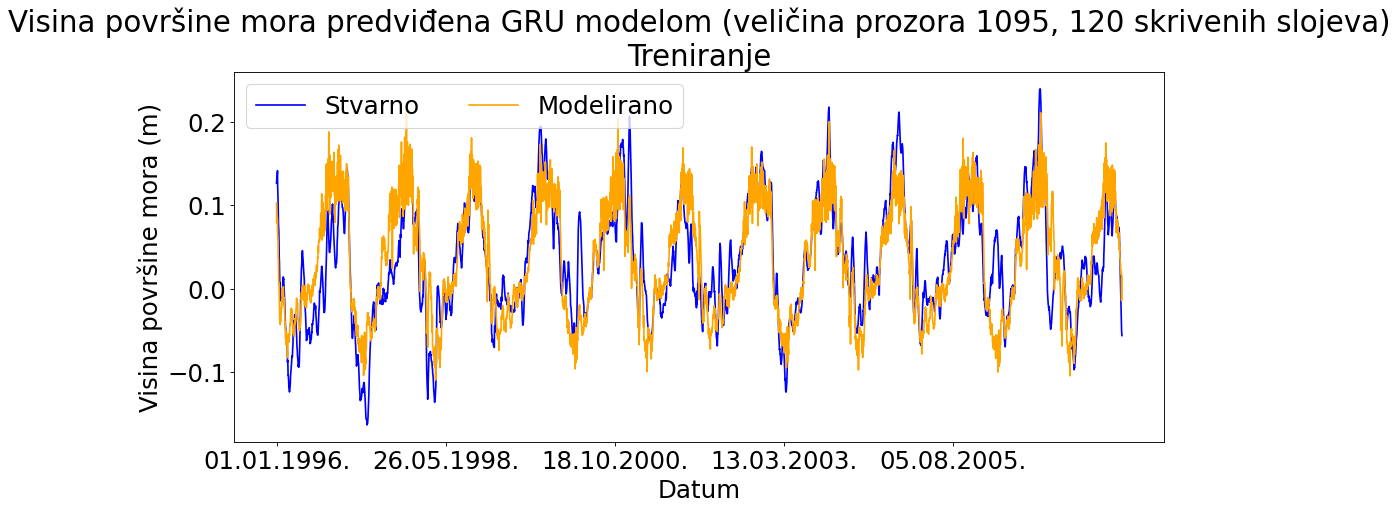 Visina površine mora predviđena GRU modelom (veličina prozora 1095, 120 skrivenih slojeva)
Treniranje
Stvarno Modelirano
Visina površine mora (m)
0.2
0.1
0.0
−0.1
01.01.1996. 26.05.1998. 18.10.2000. 13.03.2003. 05.08.2005.
Datum